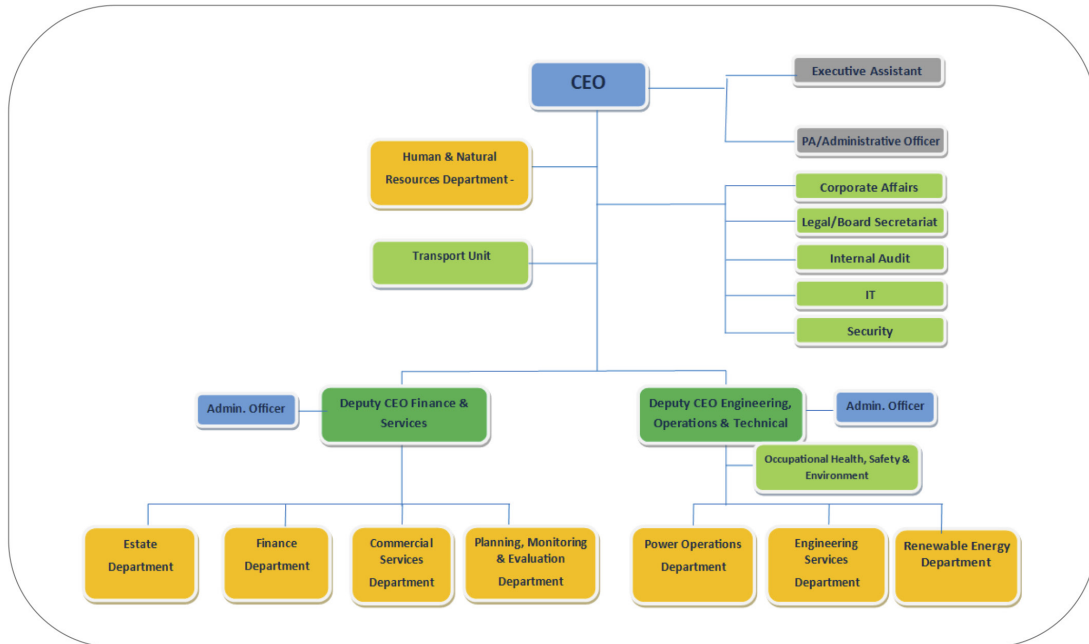 CEO
Executive Assistant
PA/Administrative Officer
Human & Natural
Resources Department -
Corporate Affairs
Legal/Board Secretariat
Transport Unit
Internal Audit
IT
Security
Admin. Officer
Deputy CEO Finance &
Services
Deputy CEO Engineering,
Operations & Technical
Admin. Officer
Occupational Health, Safety &
Environment
Estate
Department
Finance
Department
Commercial
Services
Department
Planning, Monitoring
& Evaluation
Department
Power Operations
Department
Engineering
Services
Department
Renewable Energy
Department